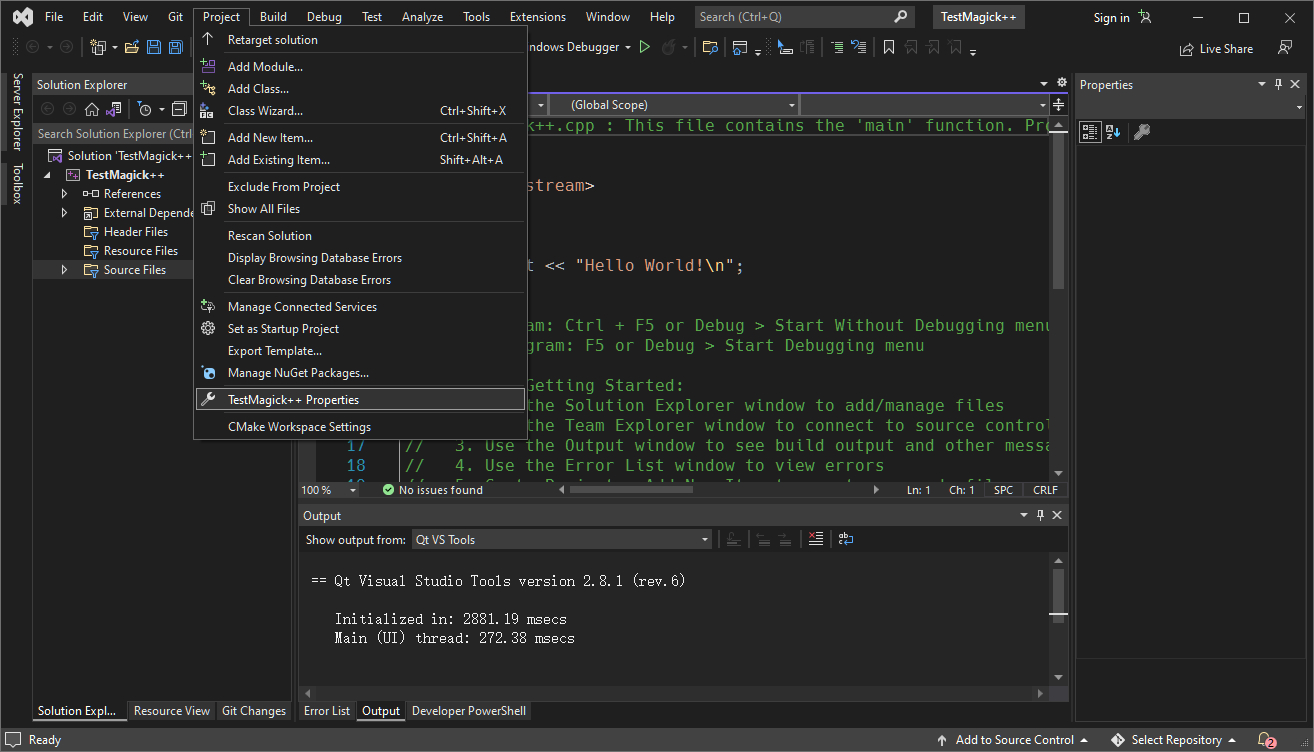 File Edit View Git Project Build Debug Test Analyze Tools Extensions Window Help Search (Ctrl+Q) TestMagick++ Sign in
ndows Debugger Live Share
Retarget solution
Add Module...
Add Class...
Class Wizard... Ctrl+Shift+X
Add New Item... Ctrl+Shift+A
Add Existing Item... Shift+Alt+A
Exclude From Project
Show All Files
Rescan Solution
Display Browsing Database Errors
Clear Browsing Database Errors
Manage Connected Services
Set as Startup Project
Export Template...
Manage NuGet Packages...
TestMagick++ Properties
CMake Workspace Settings
Server Explorer
Toolbox
Solution Explorer
Search Solution Explorer (Ctrl
Solution 'TestMagick++
TestMagick++
References
External Depende
Header Files
Resource Files
Source Files
(Global Scope)
k++.cpp : This file contains the 'main' function. Pro
stream>
t << "Hello World!\n";
am: Ctrl + F5 or Debug > Start Without Debugging menu
gram: F5 or Debug > Start Debugging menu
Getting Started:
the Solution Explorer window to add/manage files
the Team Explorer window to connect to source control
17 // 3. Use the Output window to see build output and other messa
18 // 4. Use the Error List window to view errors
100 % No issues found Ln: 1 Ch: 1 SPC CRLF
Properties
Output
Show output from: Qt VS Tools
== Qt Visual Studio Tools version 2.8.1 (rev.6)
Initialized in: 2881.19 msecs
Main (UI) thread: 272.38 msecs
Solution Expl... Resource View Git Changes Error List Output Developer PowerShell
Ready Add to Source Control Select Repository 2